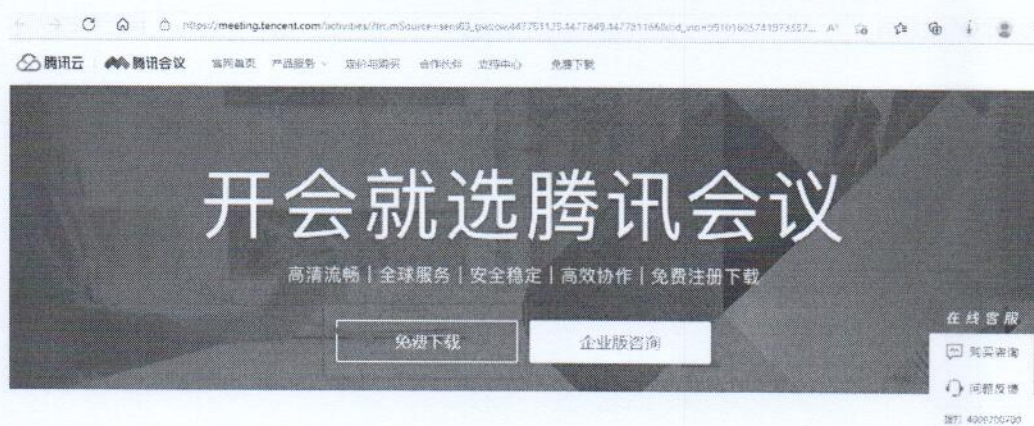 腾讯云 腾讯会议 官网首页 产品服务 定价与购买 合作伙伴 支持中心 免费下载
开会就选腾讯会议
高清流畅 | 全球服务 | 安全稳定 | 高效协作 | 免费注册下载
免费下载 企业版咨询
在线客服
购买咨询
问题反馈